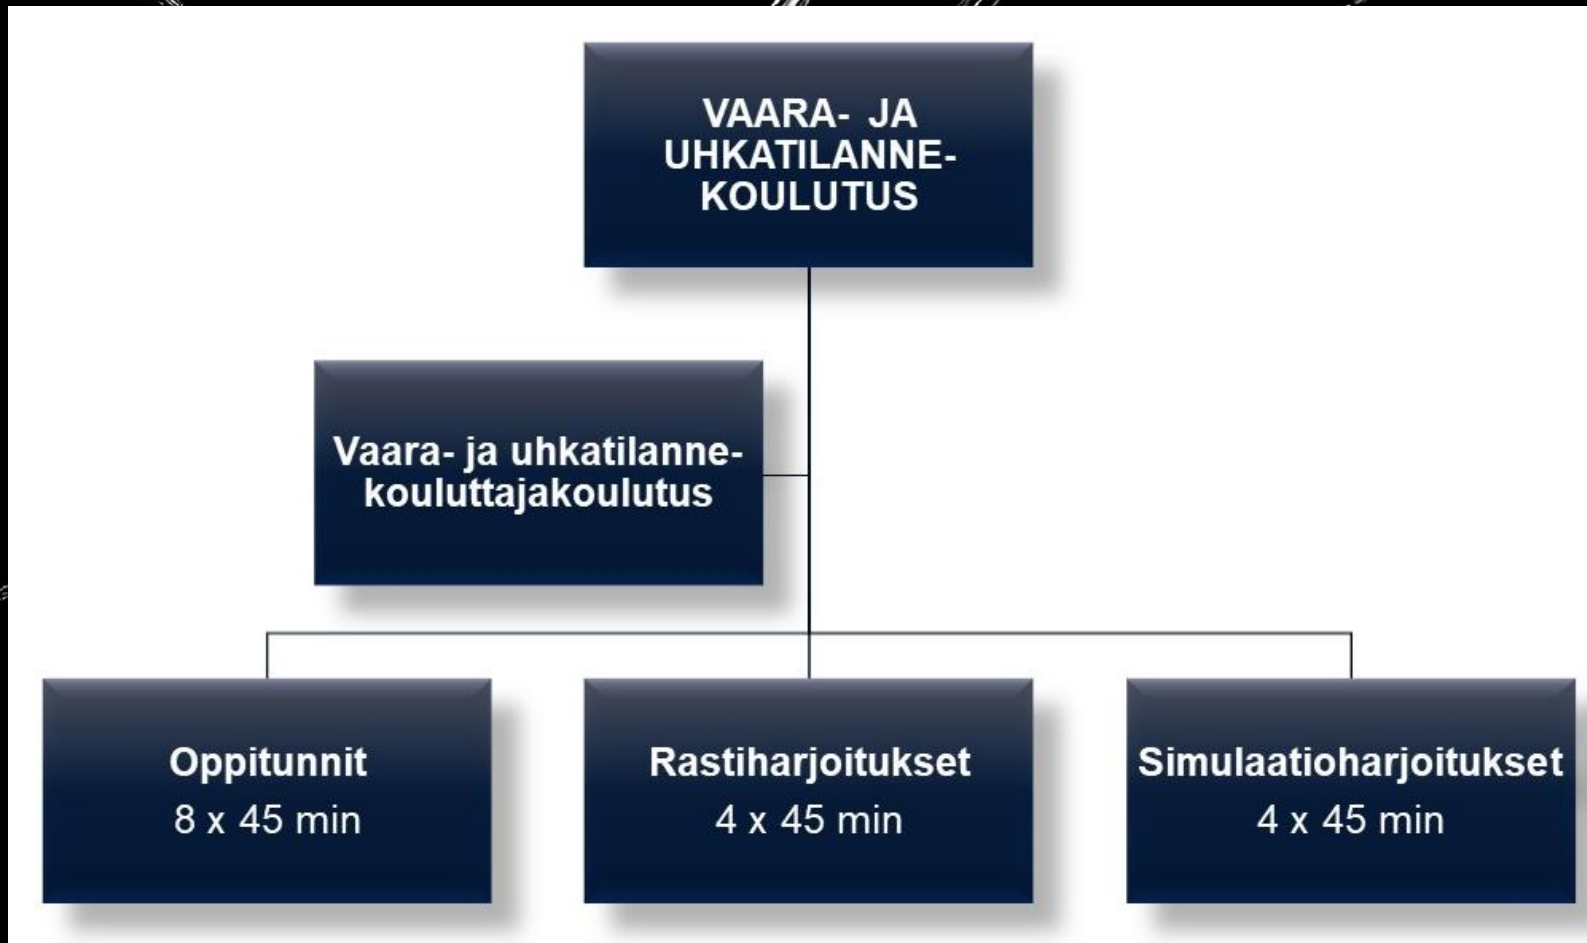 VAARA- JA
UHKATILANNE-
KOULUTUS
Vaara- ja uhkatilanne-
kouluttajakoulutus
Oppitunnit
8 x 45 min
Rastiharjoitukset
4 x 45 min
Simulaatioharjoitukset
4 x 45 min